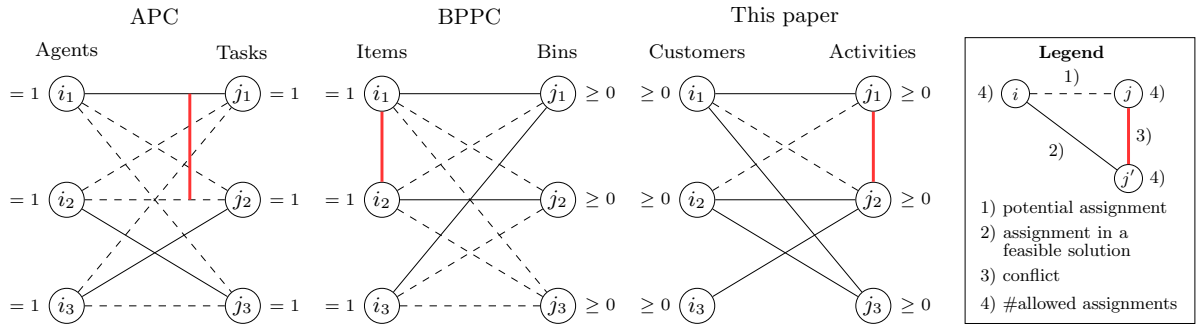 APC BPPC This paper
Agents Tasks Items Bins Customers Activities Legend
= 1 i1 j1 = 1 = 1 i1 j1 ≥ 0 ≥ 0 i1 j1 ≥ 0
= 1 i2 j2 = 1 = 1 i2 j2 ≥ 0 ≥ 0 i2 j2 ≥ 0
= 1 i3 j3 = 1 = 1 i3 j3 ≥ 0 ≥ 0 i3 j3 ≥ 0
1)
4) i j 4)
3)
2)
j' 4)
1) potential assignment
2) assignment in a
feasible solution
3) conflict
4) #allowed assignments